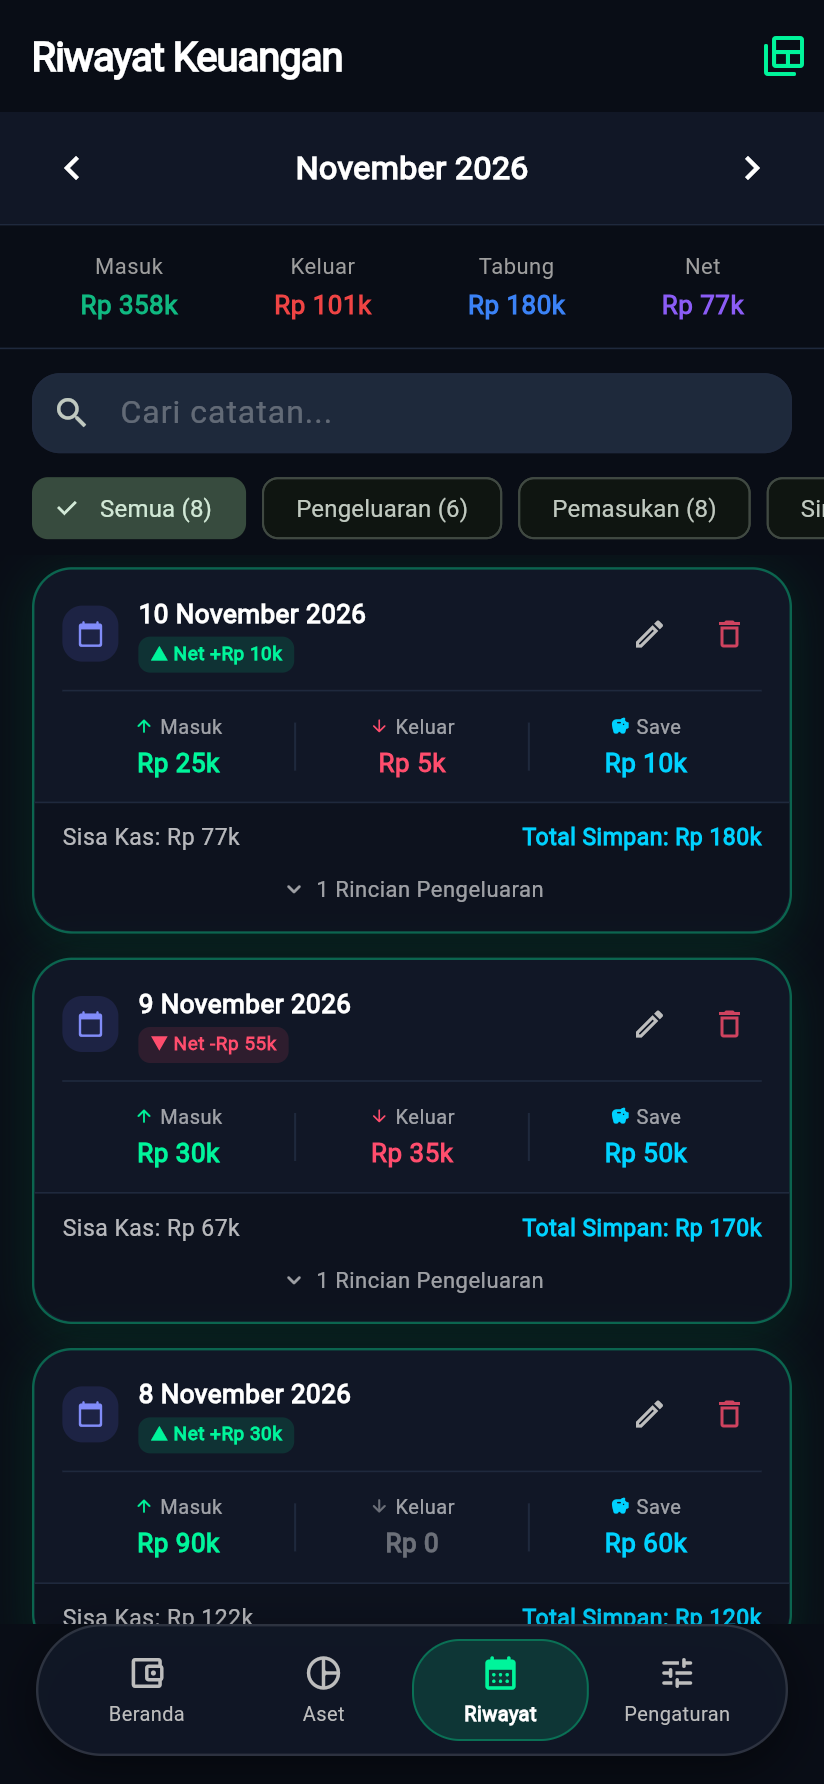 Riwayat Keuangan
November 2026
Masuk Keluar Tabung Net
Rp 358k Rp 101k Rp 180k Rp 77k
Cari catatan...
Semua (8) Pengeluaran (6) Pemasukan (8) Si
10 November 2026
▲ Net +Rp 10k
Masuk Keluar Save
Rp 25k Rp 5k Rp 10k
Sisa Kas: Rp 77k Total Simpan: Rp 180k
1 Rincian Pengeluaran
9 November 2026
▼ Net -Rp 55k
Masuk Keluar Save
Rp 30k Rp 35k Rp 50k
Sisa Kas: Rp 67k Total Simpan: Rp 170k
1 Rincian Pengeluaran
8 November 2026
▲ Net +Rp 30k
Masuk Keluar Save
Rp 90k Rp 0 Rp 60k
Sisa Kas: Rp 122k Total Simpan: Rp 120k
Beranda Aset Riwayat Pengaturan